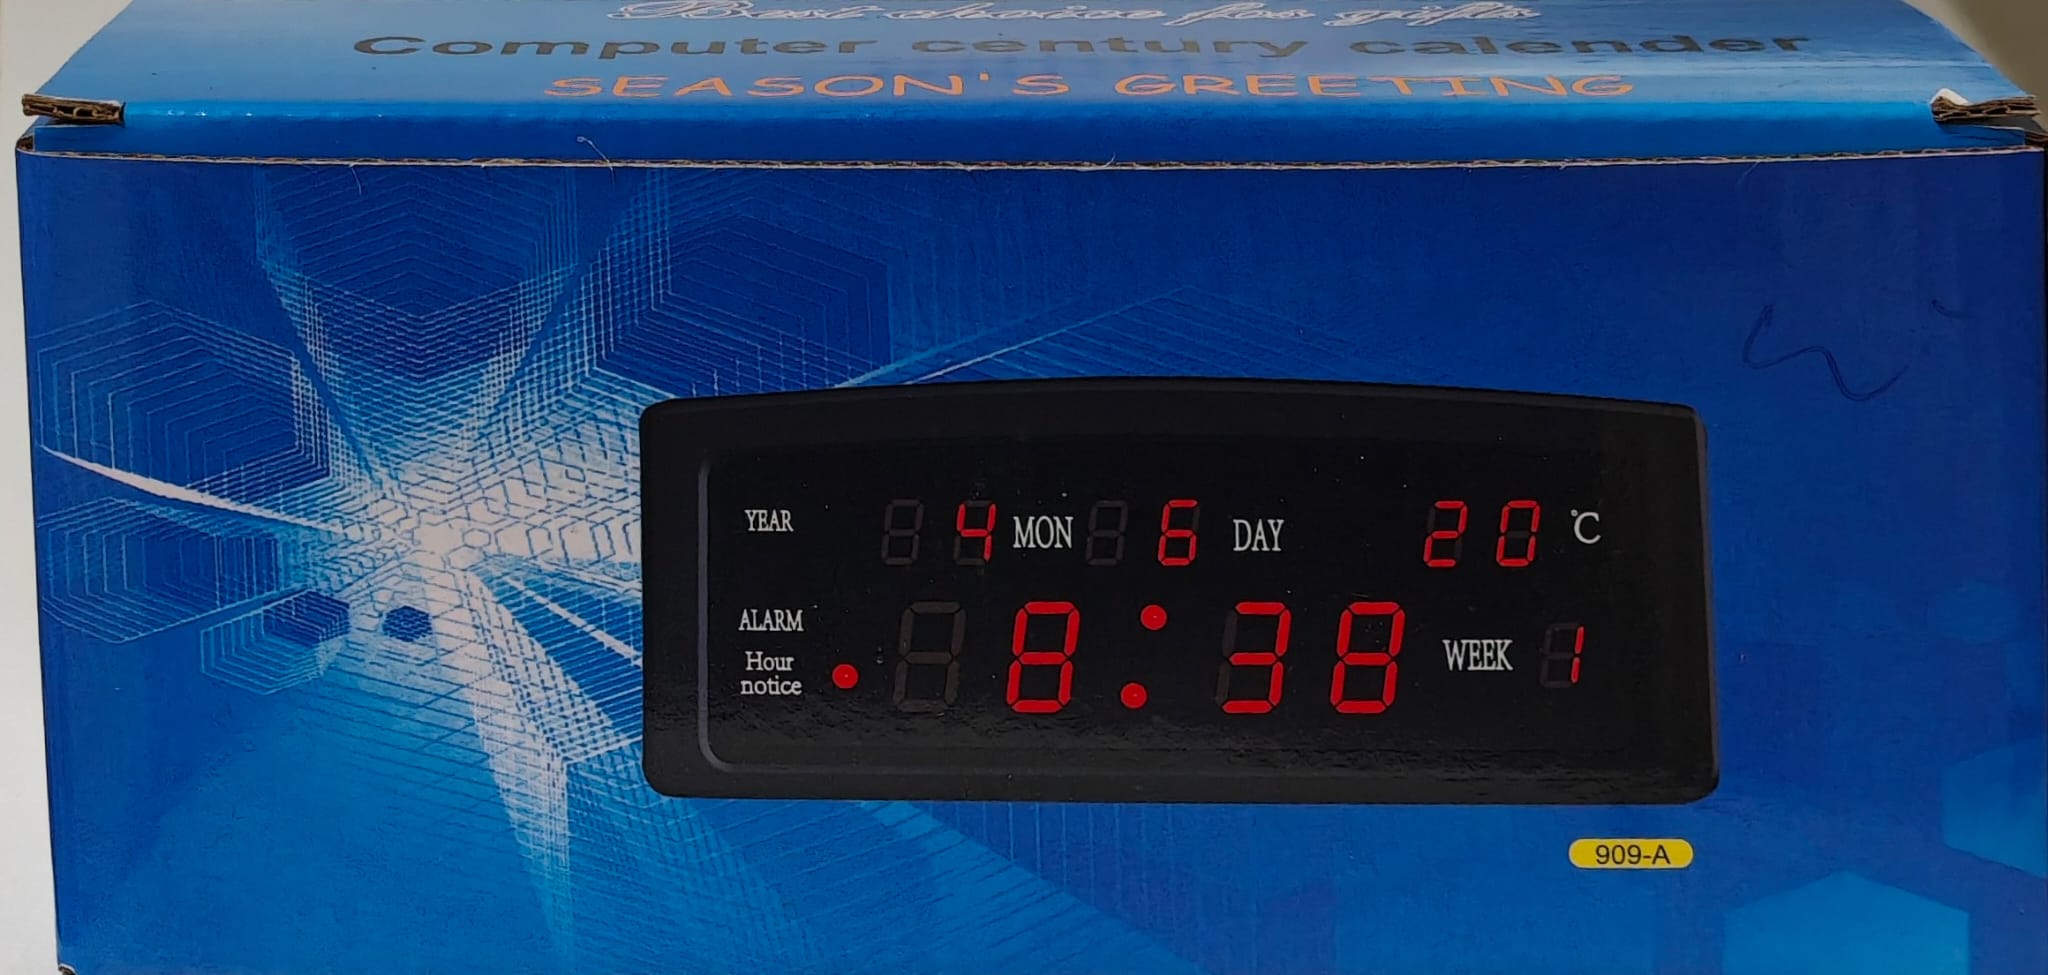 Best choice for gifts
Computer century calender
SEASON'S GREETING
YEAR 4 MON 6 DAY 20 °C
ALARM
Hour
notice
8:38
WEEK 1
909-A